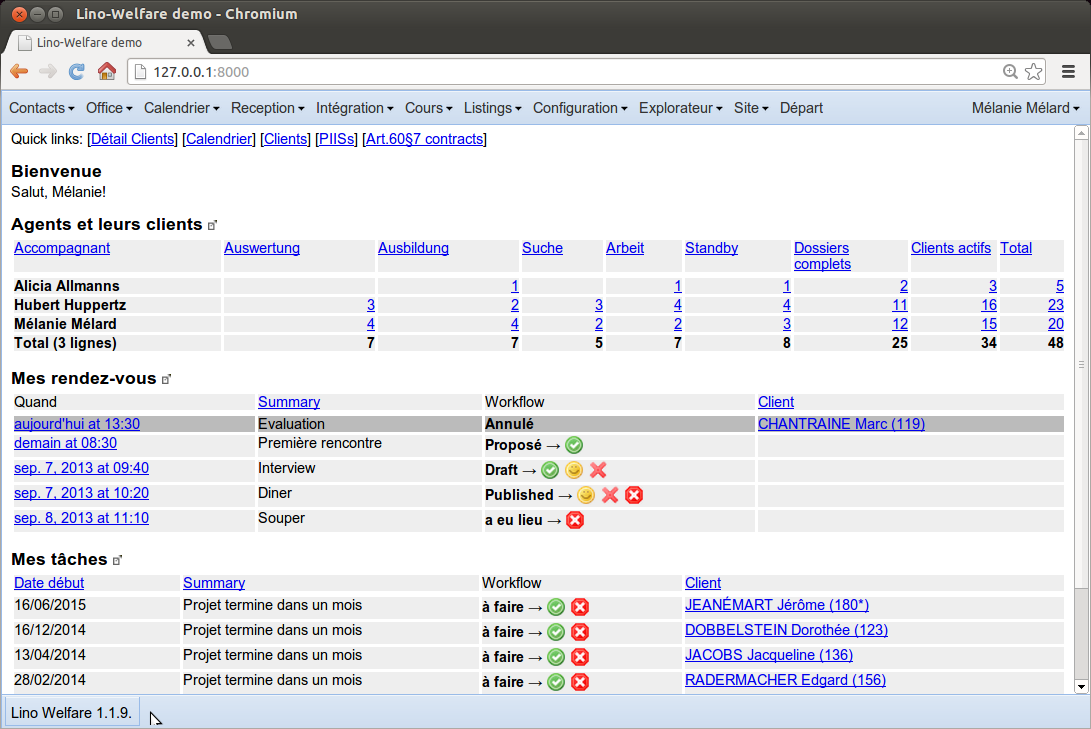 Lino-Welfare demo - Chromium
Lino-Welfare demo
127.0.0.1:8000
Contacts Office Calendrier Reception Intégration Cours Listings Configuration Explorateur Site Départ Mélanie Mélard
Quick links: [Détail Clients] [Calendrier] [Clients] [PIISs] [Art.60§7 contracts]
Bienvenue
Salut, Mélanie!
Agents et leurs clients
Accompagnant Auswertung Ausbildung Suche Arbeit Standby Dossiers complets Clients actifs Total
Alicia Allmanns 1 1 1 2 3 5
Hubert Huppertz 3 2 3 4 4 11 16 23
Mélanie Mélard 4 4 2 2 3 12 15 20
Total (3 lignes) 7 7 5 7 8 25 34 48
Mes rendez-vous
Quand Summary Workflow Client
aujourd'hui at 13:30 Evaluation Annulé CHANTRAINE Marc (119)
demain at 08:30 Première rencontre Proposé →
sep. 7, 2013 at 09:40 Interview Draft →
sep. 7, 2013 at 10:20 Diner Published →
sep. 8, 2013 at 11:10 Souper a eu lieu →
Mes tâches
Date début Summary Workflow Client
16/06/2015 Projet termine dans un mois à faire → JEANÉMART Jérôme (180*)
16/12/2014 Projet termine dans un mois à faire → DOBBELSTEIN Dorothée (123)
13/04/2014 Projet termine dans un mois à faire → JACOBS Jacqueline (136)
28/02/2014 Projet termine dans un mois à faire → RADERMACHER Edgard (156)
Lino Welfare 1.1.9.